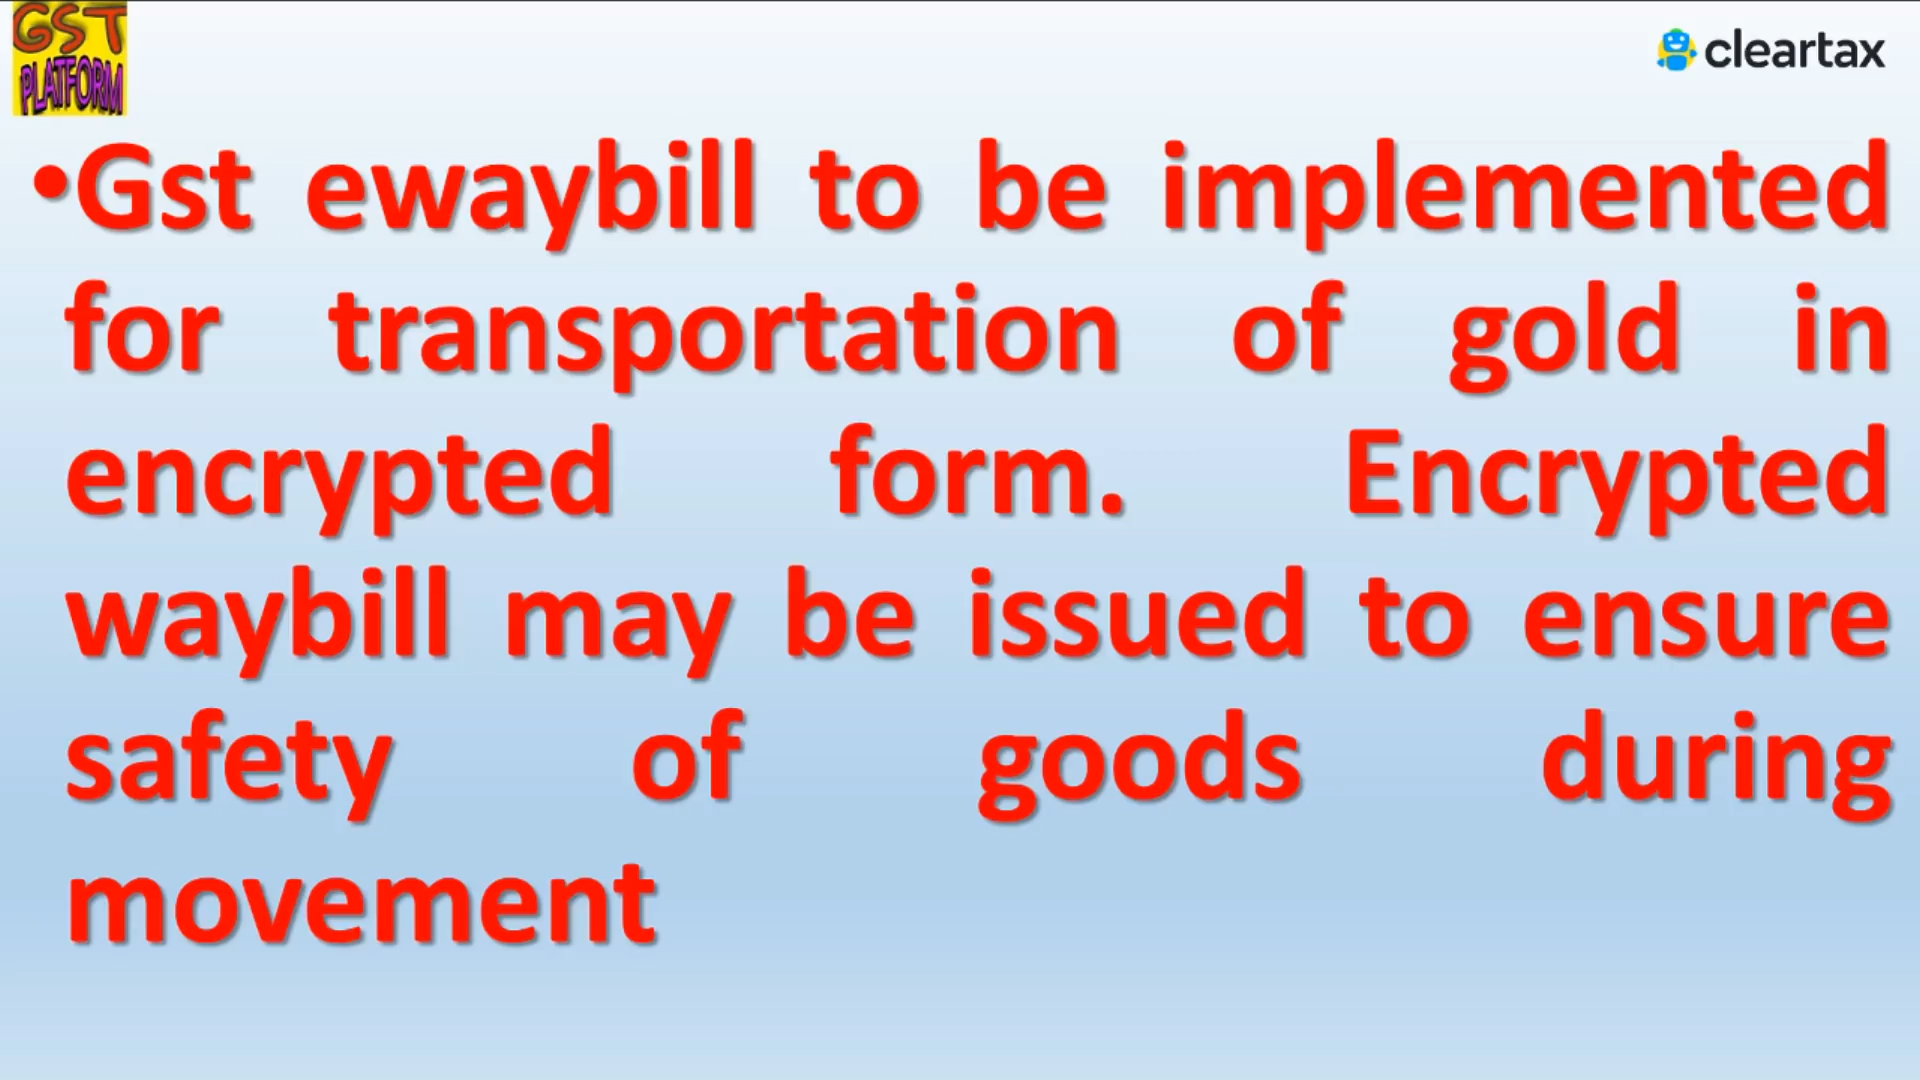 GST
PLATFORM
cleartax
•Gst ewaybill to be implemented
for transportation of gold in
encrypted form. Encrypted
waybill may be issued to ensure
safety of goods during
movement